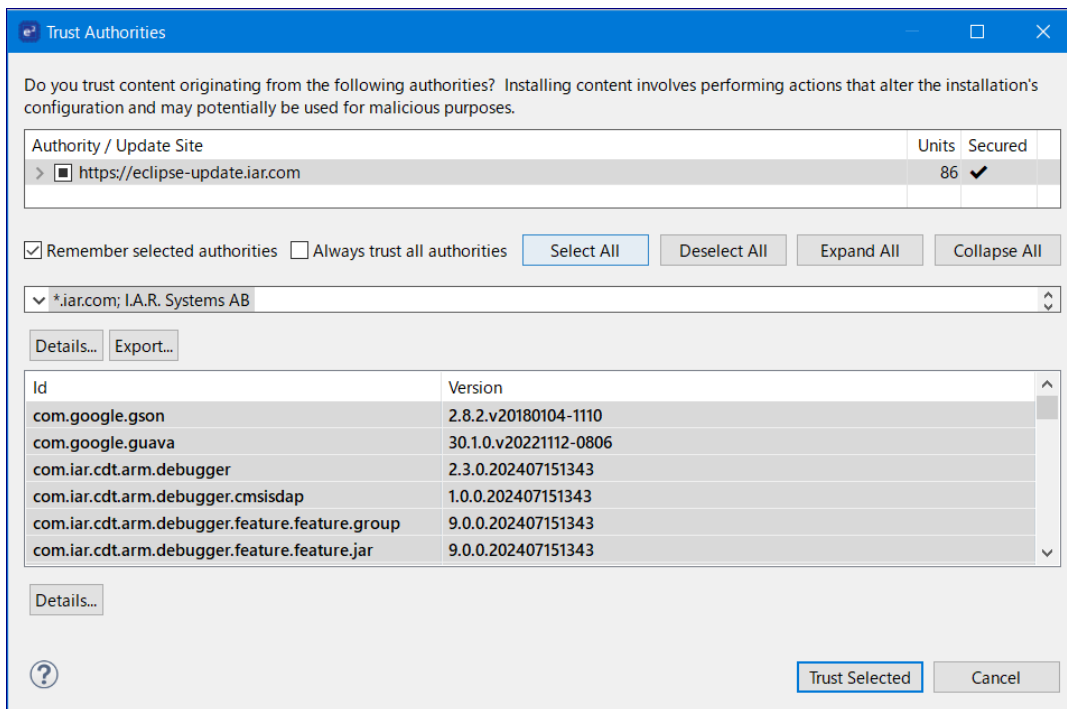 e² Trust Authorities
Do you trust content originating from the following authorities?  Installing content involves performing actions that alter the installation's
configuration and may potentially be used for malicious purposes.
Authority / Update Site Units Secured
https://eclipse-update.iar.com 86
Remember selected authorities Always trust all authorities Select All Deselect All Expand All Collapse All
*.iar.com; I.A.R. Systems AB
Details... Export...
Id Version
com.google.gson 2.8.2.v20180104-1110
com.google.guava 30.1.0.v20221112-0806
com.iar.cdt.arm.debugger 2.3.0.202407151343
com.iar.cdt.arm.debugger.cmsisdap 1.0.0.202407151343
com.iar.cdt.arm.debugger.feature.feature.group 9.0.0.202407151343
com.iar.cdt.arm.debugger.feature.feature.jar 9.0.0.202407151343
Details...
? Trust Selected Cancel